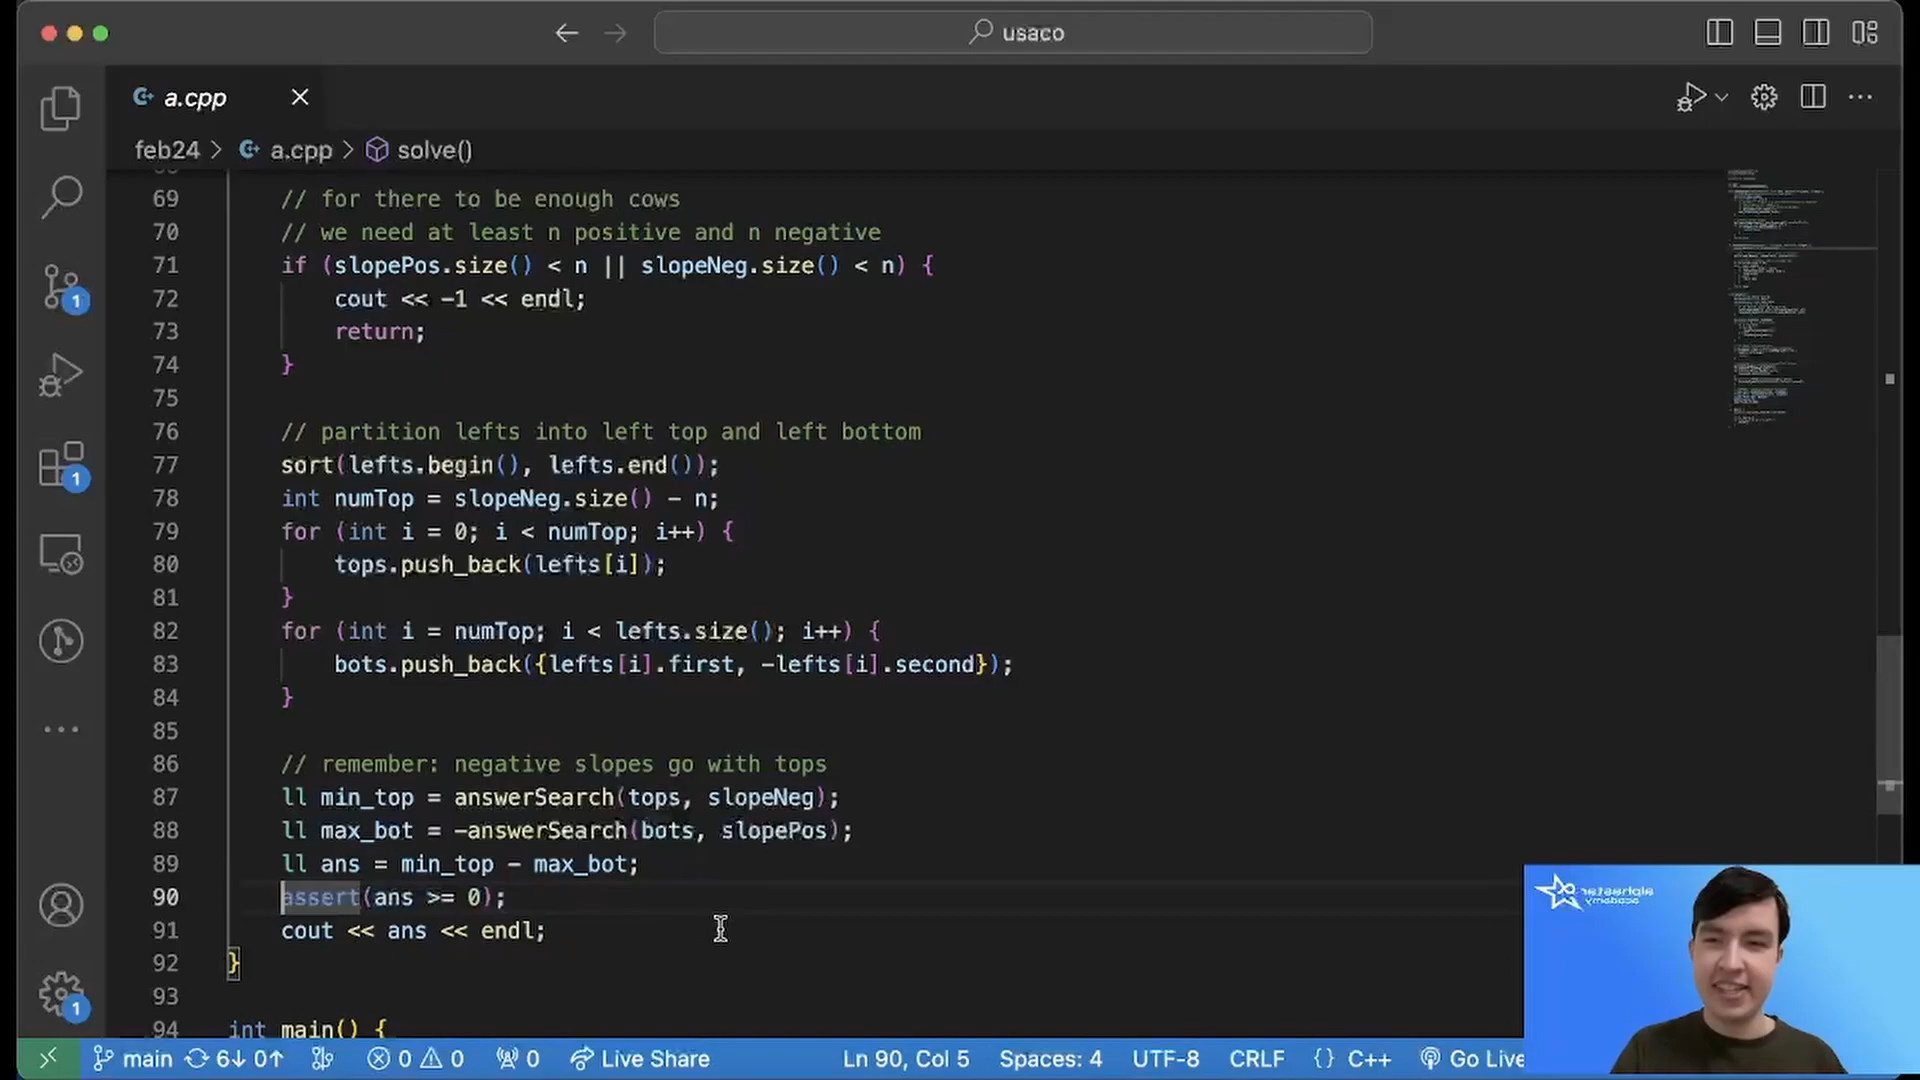 usaco
a.cpp
feb24 > a.cpp > solve()
69 // for there to be enough cows
70 // we need at least n positive and n negative
71 if (slopePos.size() < n || slopeNeg.size() < n) {
72 cout << -1 << endl;
73 return;
74 }
75
76 // partition lefts into left top and left bottom
77 sort(lefts.begin(), lefts.end());
78 int numTop = slopeNeg.size() - n;
79 for (int i = 0; i < numTop; i++) {
80 tops.push_back(lefts[i]);
81 }
82 for (int i = numTop; i < lefts.size(); i++) {
83 bots.push_back({lefts[i].first, -lefts[i].second});
84 }
85
86 // remember: negative slopes go with tops
87 ll min_top = answerSearch(tops, slopeNeg);
88 ll max_bot = -answerSearch(bots, slopePos);
89 ll ans = min_top - max_bot;
90 assert(ans >= 0);
91 cout << ans << endl;
92 }
93
94 int main() {
1
1
1
alphastar
academy
main 6↓ 0↑ 0 0 0 Live Share Ln 90, Col 5 Spaces: 4 UTF-8 CRLF {} C++ Go Live